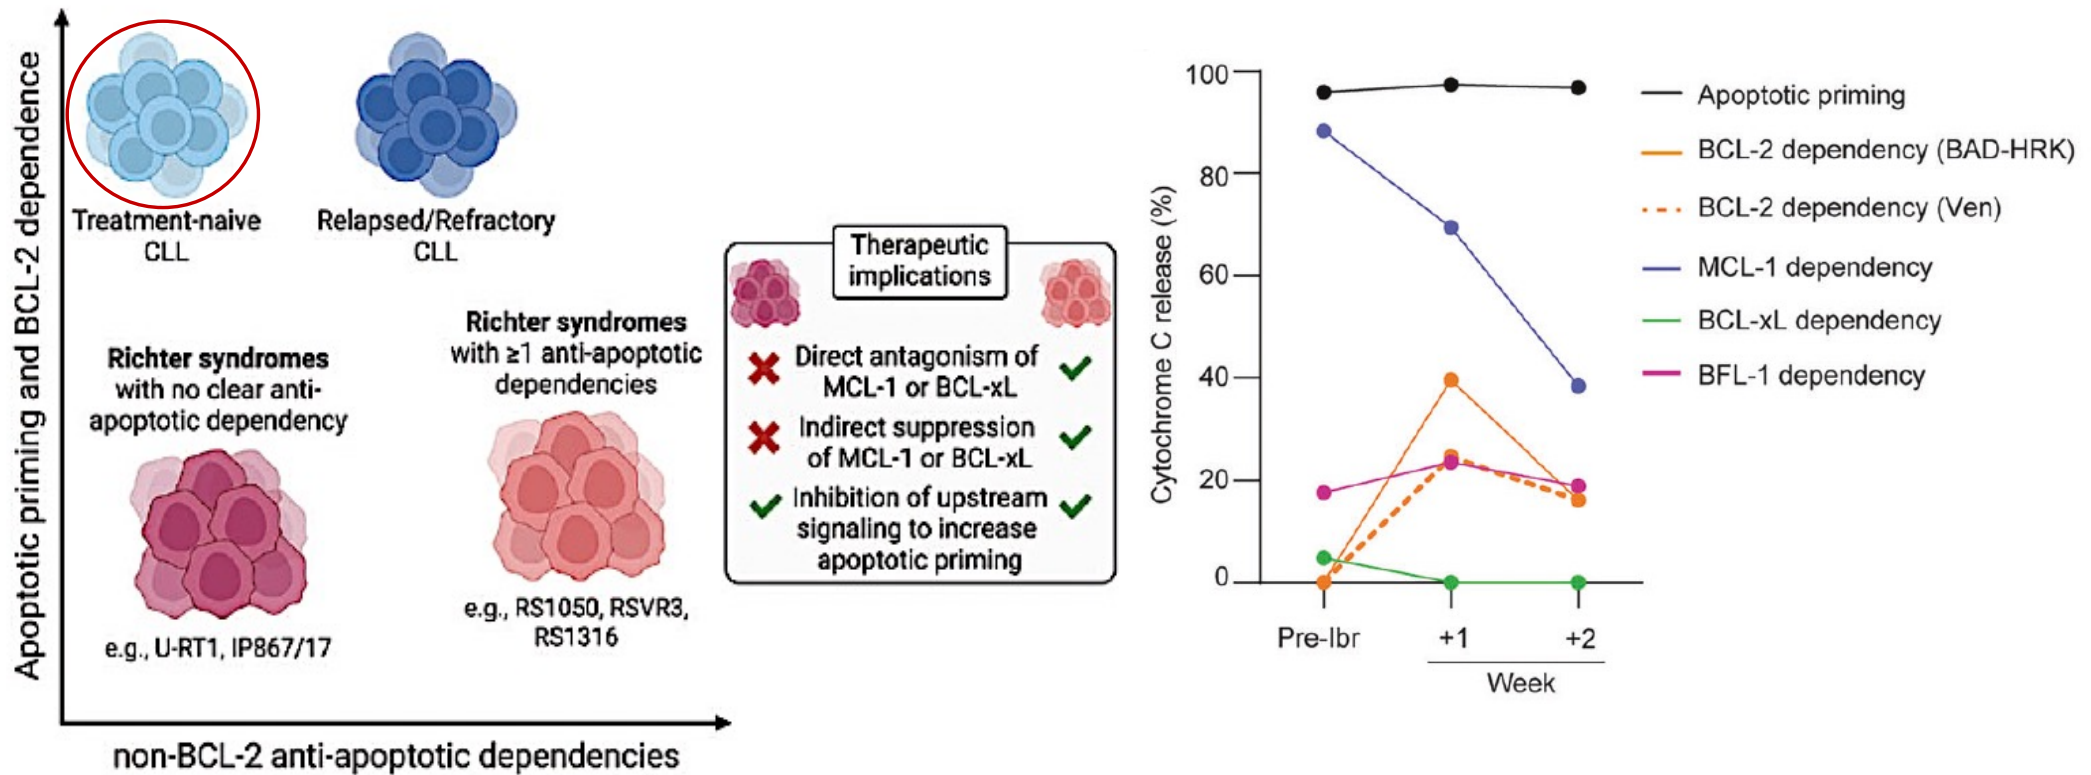 Apoptotic priming and BCL-2 dependence
Treatment-naive
CLL
Relapsed/Refractory
CLL
Richter syndromes
with no clear anti-
apoptotic dependency
e.g., U-RT1, IP867/17
Richter syndromes
with ≥1 anti-apoptotic
dependencies
e.g., RS1050, RSVR3,
RS1316
non-BCL-2 anti-apoptotic dependencies
Therapeutic
implications
Direct antagonism of
MCL-1 or BCL-xL
Indirect suppression
of MCL-1 or BCL-xL
Inhibition of upstream
signaling to increase
apoptotic priming
Cytochrome C release (%)
100
80
60
40
20
0
Pre-Ibr
+1
+2
Week
Apoptotic priming
BCL-2 dependency (BAD-HRK)
BCL-2 dependency (Ven)
MCL-1 dependency
BCL-xL dependency
BFL-1 dependency